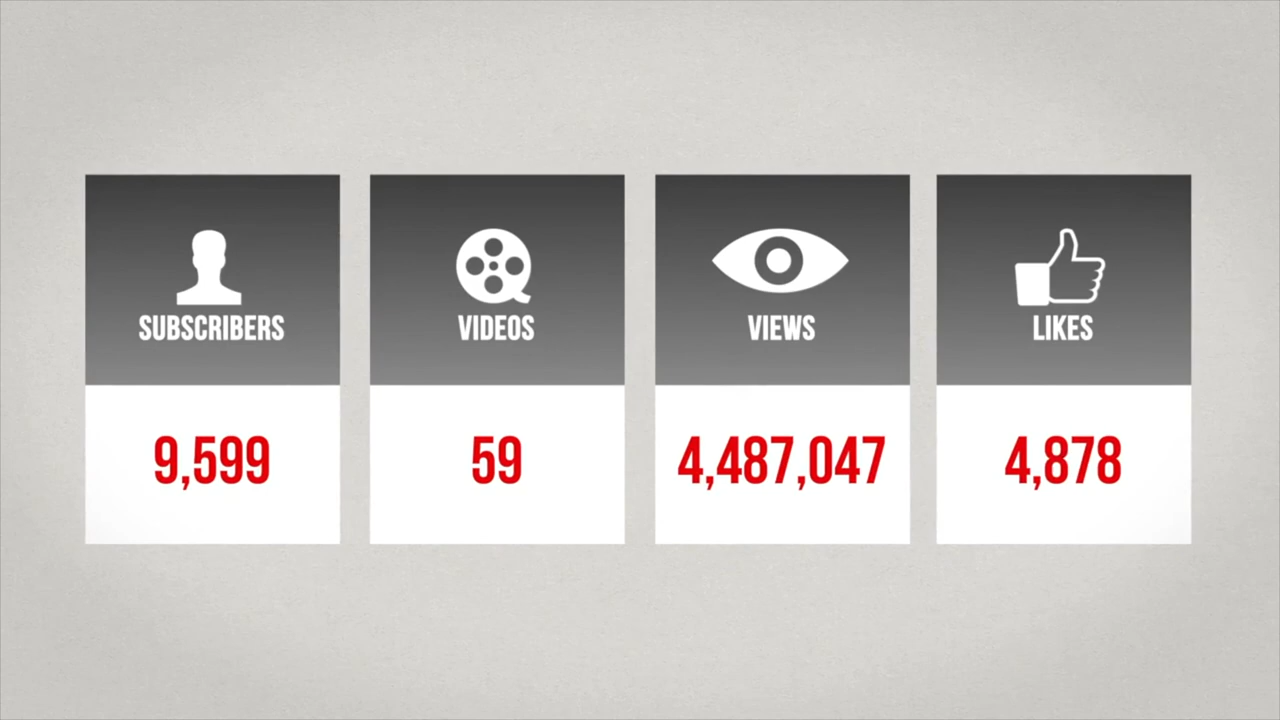 SUBSCRIBERS
9,599
VIDEOS
59
VIEWS
4,487,047
LIKES
4,878